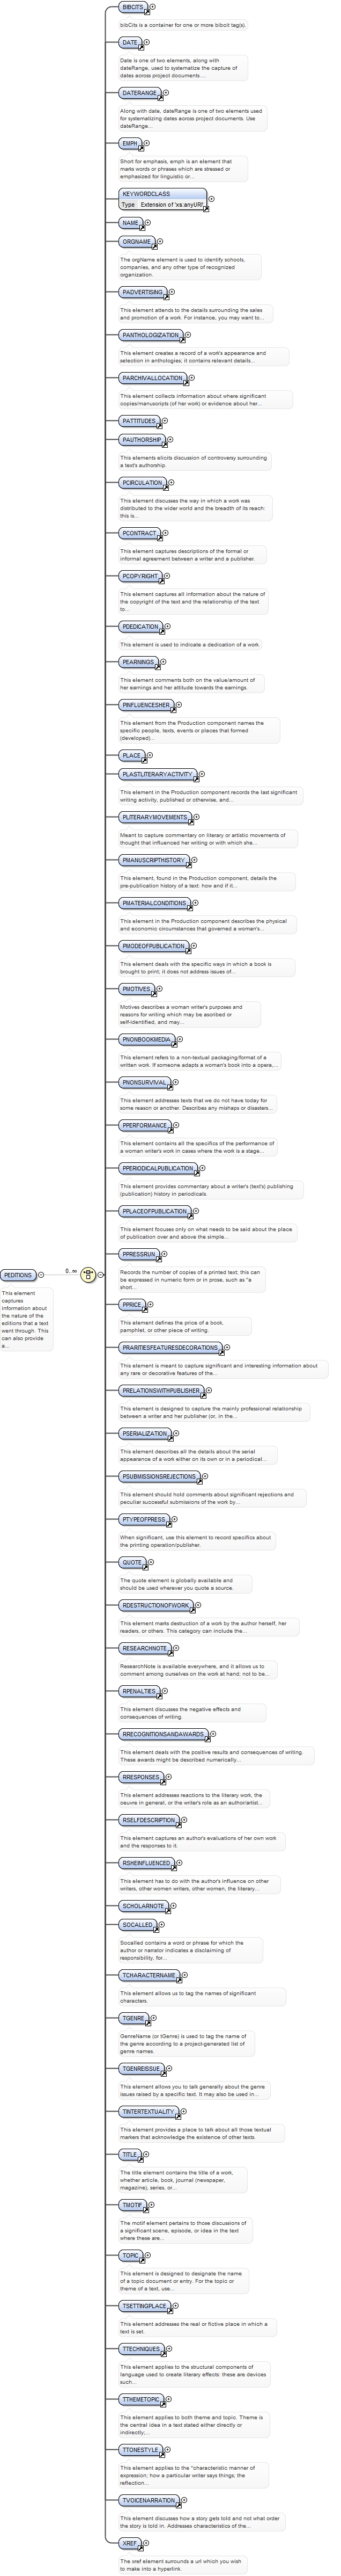 BIBCITS
bibCits is a container for one or more bibcit tag(s).
DATE
Date is one of two elements, along with
dateRange, used to systematize the capture of
dates across project documents....
DATERANGE
Along with date, dateRange is one of two elements used
for systematizing dates across project documents. Use
dateRange...
EMPH
Short for emphasis, emph is an element that
marks words or phrases which are stressed or
emphasized for linguistic or...
KEYWORDCLASS
Type Extension of 'xs:anyURI'
NAME
ORGNAME
The orgName element is used to identify schools,
companies, and any other type of recognized
organization.
PADVERTISING
This element attends to the details surrounding the sales
and promotion of a work. For instance, you may want to...
PANTHOLOGIZATION
This element creates a record of a work's appearance and
selection in anthologies; it contains relevant details...
PARCHIVALLOCATION
This element collects information about where significant
copies/manuscripts (of her work) or evidence about her...
PATTITUDES
PAUTHORSHIP
This elements elicits discussion of controversy surrounding
a text's authorship.
PCIRCULATION
This element discusses the way in which a work was
distributed to the wider world and the breadth of its reach:
this is...
PCONTRACT
This element captures descriptions of the formal or
informal agreement between a writer and a publisher.
PCOPYRIGHT
This element captures all information about the nature of
the copyright of the text and the relationship of the text
to...
PDEDICATION
This element is used to indicate a dedication of a work.
PEARNINGS
This element comments both on the value/amount of
her earnings and her attitude towards the earnings.
PINFLUENCESHER
This element from the Production component names the
specific people, texts, events or places that formed
(developed)...
PLACE
PLASTLITERARYACTIVITY
This element in the Production component records the last significant
writing activity, published or otherwise, and...
PLITERARYMOVEMENTS
Meant to capture commentary on literary or artistic movements of
thought that influenced her writing or with which she...
PMANUSCRIPTHISTORY
This element, found in the Production component, details the
pre-publication history of a text: how and if it...
PMATERIALCONDITIONS
This element in the Production component describes the physical
and economic circumstances that governed a woman's...
PMODEOFPUBLICATION
This element deals with the specific ways in which a book is
brought to print; it does not address issues of...
PMOTIVES
Motives describes a woman writer's purposes and
reasons for writing which may be ascribed or
self-identified, and may...
PNONBOOKMEDIA
This element refers to a non-textual packaging/format of a
written work. If someone adapts a woman's book into a opera,...
PNONSURVIVAL
This element addresses texts that we do not have today for
some reason or another. Describes any mishaps or disasters...
PPERFORMANCE
This element contains all the specifics of the performance of
a woman writer's work in cases where the work is a stage...
PPERIODICALPUBLICATION
This element provides commentary about a writer's (text's) publishing
(publication) history in periodicals.
PPLACEOFPUBLICATION
This element focuses only on what needs to be said about the place
of publication over and above the simple...
PEDITIONS
0..∞
This element
captures
information about
the nature of the
editions that a text
went through. This
can also provide
a...
PPRESSRUN
Records the number of copies of a printed text; this can
be expressed in numeric form or in prose, such as "a
short...
PPRICE
This element defines the price of a book,
pamphlet, or other piece of writing.
PRARITIESFEATURESDECORATIONS
This element is meant to capture significant and interesting information about
any rare or decorative features of the...
PRELATIONSWITHPUBLISHER
This element is designed to capture the mainly professional relationship
between a writer and her publisher (or, in the...
PSERIALIZATION
This element describes all the details about the serial
appearance of a work either on its own or in a periodical...
PSUBMISSIONSREJECTIONS
This element should hold comments about significant rejections and
peculiar successful submissions of the work by...
PTYPEOFPRESS
When significant, use this element to record specifics about
the printing operation/publisher.
QUOTE
The quote element is globally available and
should be used wherever you quote a source.
RDESTRUCTIONOFWORK
This element marks destruction of a work by the author herself, her
readers, or others. This category can include the...
RESEARCHNOTE
ResearchNote is available everywhere, and it allows us to
comment among ourselves on the work at hand; not to be...
RPENALTIES
This element discusses the negative effects and
consequences of writing.
RRECOGNITIONSANDAWARDS
This element deals with the positive results and consequences of writing.
These awards might be described numerically...
RRESPONSES
This element addresses reactions to the literary work, the
oeuvre in general, or the writer's role as an author/artist...
RSELFDESCRIPTION
This element captures an author's evaluations of her own work
and the responses to it.
RSHEINFLUENCED
This element has to do with the author's influence on other
writers, other women writers, other women, the literary...
SCHOLARNOTE
SOCALLED
Socalled contains a word or phrase for which the
author or narrator indicates a disclaiming of
responsibility, for...
TCHARACTERNAME
This element allows us to tag the names of significant
characters.
TGENRE
GenreName (or tGenre) is used to tag the name of
the genre according to a project-generated list of
genre names.
TGENREISSUE
This element allows you to talk generally about the genre
issues raised by a specific text. It may also be used in...
TINTERTEXTUALITY
This element provides a place to talk about all those textual
markers that acknowledge the existence of other texts.
TITLE
The title element contains the title of a work,
whether article, book, journal (newspaper,
magazine), series, or...
TMOTIF
The motif element pertains to those discussions of
a significant scene, episode, or idea in the text
where these are...
TOPIC
This element is designed to designate the name
of a topic document or entry. For the topic or
theme of a text, use...
TSETTINGPLACE
This element addresses the real or fictive place in which a
text is set.
TTECHNIQUES
This element applies to the structural components of
language used to create literary effects: these are devices
such...
TTHEMETOPIC
This element applies to both theme and topic. Theme is
the central idea in a text stated either directly or
indirectly;...
TTONESTYLE
This element applies to the "characteristic manner of
expression; how a particular writer says things; the
reflection...
TVOICENARRATION
This element discusses how a story gets told and not what order
the story is told in. Addresses characteristics of the...
XREF
The xref element surrounds a url which you wish
to make into a hyperlink.